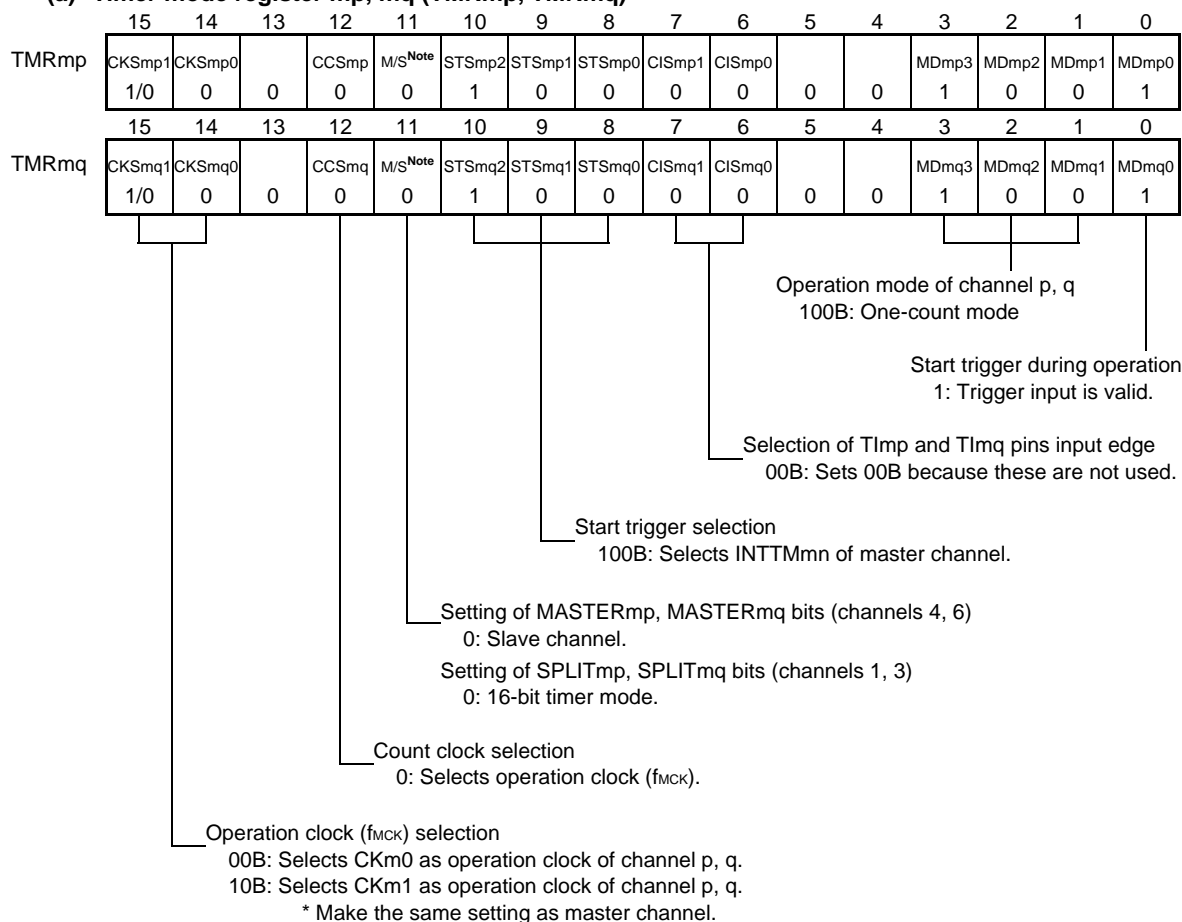 (a) Timer mode register mp, mq (TMRmp, TMRmq)
15 14 13 12 11 10 9 8 7 6 5 4 3 2 1 0
TMRmp CKSmp1 CKSmp0 CCSmp M/SNote STSmp2 STSmp1 STSmp0 CISmp1 CISmp0 MDmp3 MDmp2 MDmp1 MDmp0
1/0 0 0 0 0 1 0 0 0 0 0 0 1 0 0 1
15 14 13 12 11 10 9 8 7 6 5 4 3 2 1 0
TMRmq CKSmq1 CKSmq0 CCSmq M/SNote STSmq2 STSmq1 STSmq0 CISmq1 CISmq0 MDmq3 MDmq2 MDmq1 MDmq0
1/0 0 0 0 0 1 0 0 0 0 0 0 1 0 0 1
Operation mode of channel p, q
100B: One-count mode
Start trigger during operation
1: Trigger input is valid.
Selection of TImp and TImq pins input edge
00B: Sets 00B because these are not used.
Start trigger selection
100B: Selects INTTMmn of master channel.
Setting of MASTERmp, MASTERmq bits (channels 4, 6)
0: Slave channel.
Setting of SPLITmp, SPLITmq bits (channels 1, 3)
0: 16-bit timer mode.
Count clock selection
0: Selects operation clock (fMCK).
Operation clock (fMCK) selection
00B: Selects CKm0 as operation clock of channel p, q.
10B: Selects CKm1 as operation clock of channel p, q.
* Make the same setting as master channel.